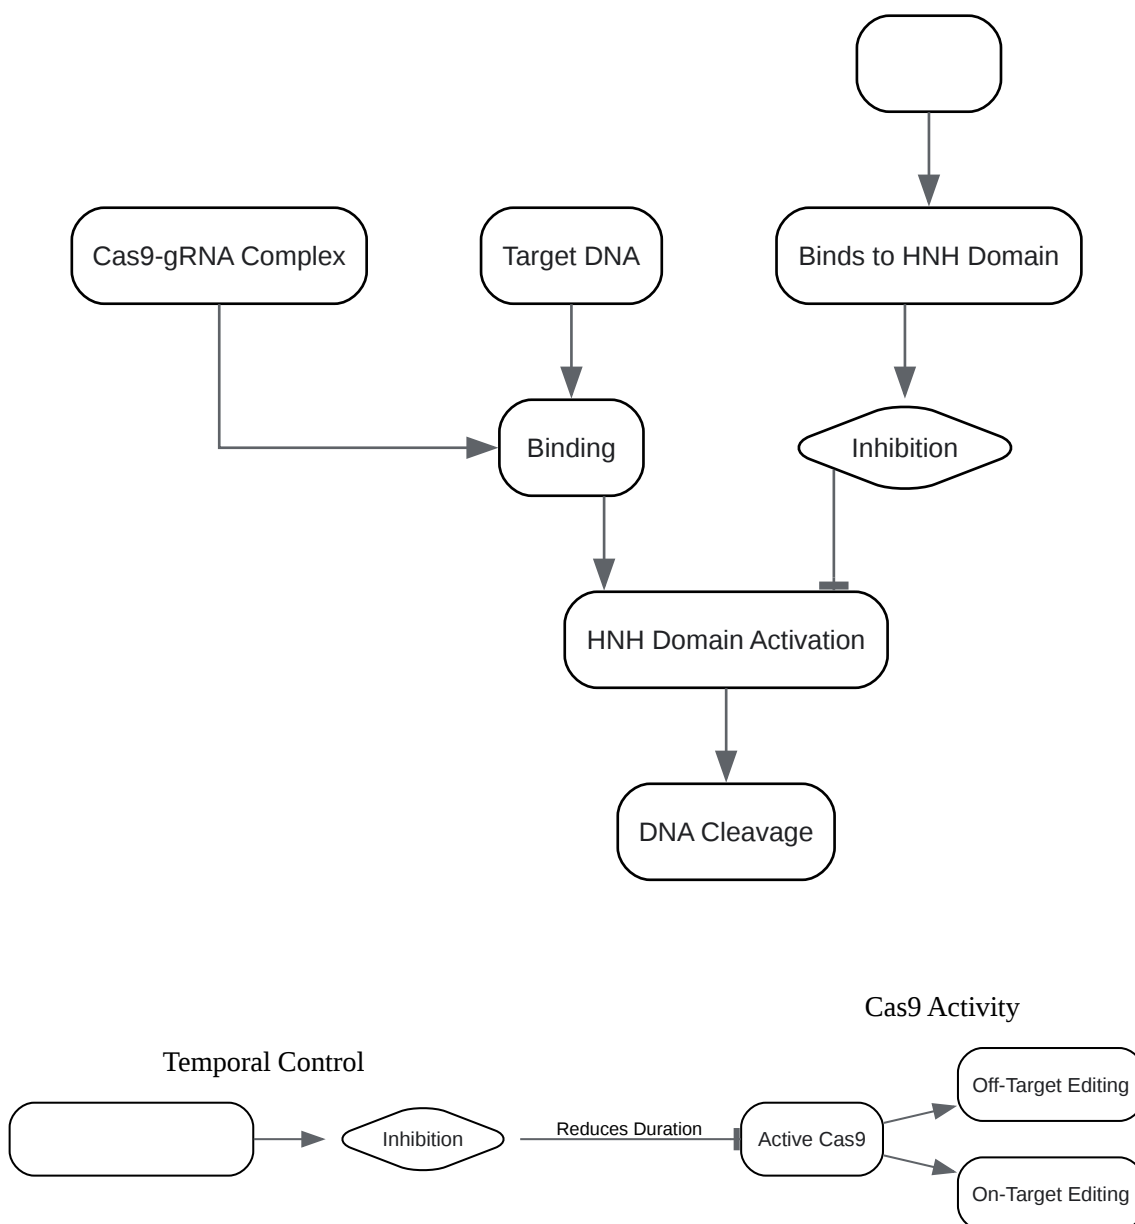 Cas9-gRNA Complex
Target DNA
Binds to HNH Domain
Binding
Inhibition
HNH Domain Activation
DNA Cleavage
Cas9 Activity
Temporal Control
Off-Target Editing
Inhibition
Reduces Duration
Active Cas9
On-Target Editing